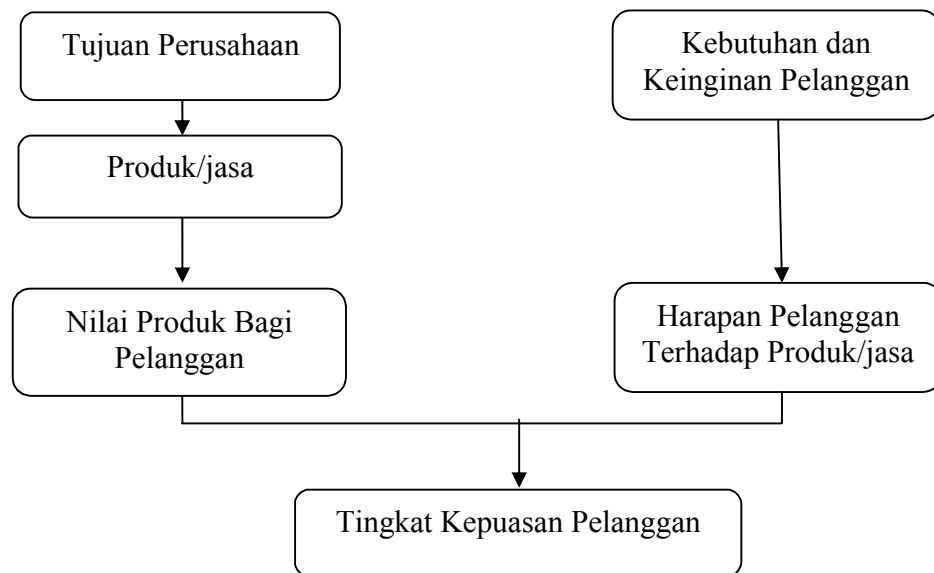 Tujuan Perusahaan
Kebutuhan dan
Keinginan Pelanggan
Produk/jasa
Nilai Produk Bagi
Pelanggan
Harapan Pelanggan
Terhadap Produk/jasa
Tingkat Kepuasan Pelanggan